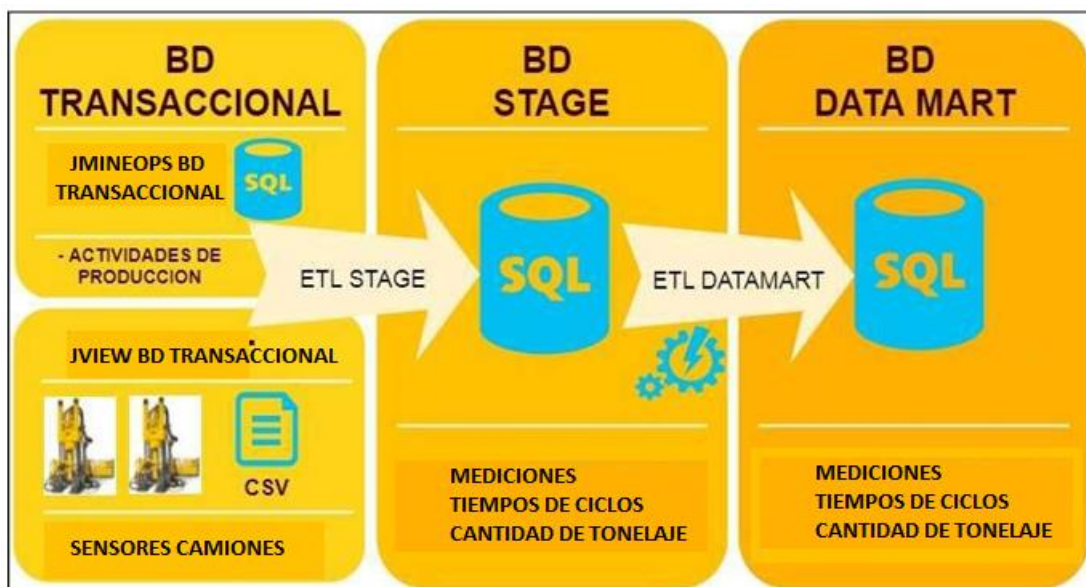 BD
TRANSACCIONAL
JMINEOPS BD
TRANSACCIONAL
SQL
- ACTIVIDADES DE
PRODUCCION
JVIEW BD TRANSACCIONAL
CSV
SENSORES CAMIONES
ETL STAGE
BD
STAGE
SQL
MEDICIONES
TIEMPOS DE CICLOS
CANTIDAD DE TONELAJE
ETL DATAMART
BD
DATA MART
SQL
MEDICIONES
TIEMPOS DE CICLOS
CANTIDAD DE TONELAJE